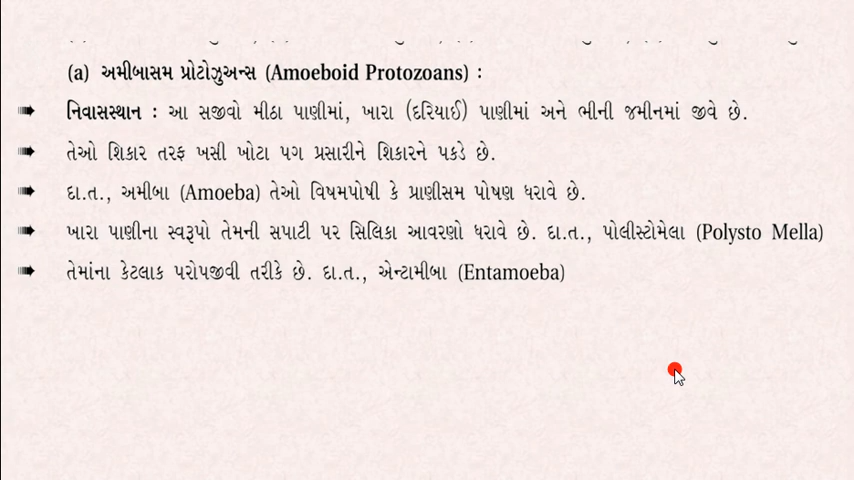 (a) અમીબાસમ પ્રોટોઝુઅન્સ (Amoeboid Protozoans) :
➠ નિવાસસ્થાન : આ સજીવો મીઠા પાણીમાં, ખારા (દરિયાઈ) પાણીમાં અને ભીની જમીનમાં જીવે છે.
➠ તેઓ શિકાર તરફ ખસી ખોટા પગ પ્રસારીને શિકારને પકડે છે.
➠ દા.ત., અમીબા (Amoeba) તેઓ વિષમપોષી કે પ્રાણીસમ પોષણ ધરાવે છે.
➠ ખારા પાણીના સ્વરૂપો તેમની સપાટી પર સિલિકા આવરણો ધરાવે છે. દા.ત., પોલીસ્ટોમેલા (Polysto Mella)
➠ તેમાંના કેટલાક પરોપજીવી તરીકે છે. દા.ત., એન્ટામીબા (Entamoeba)